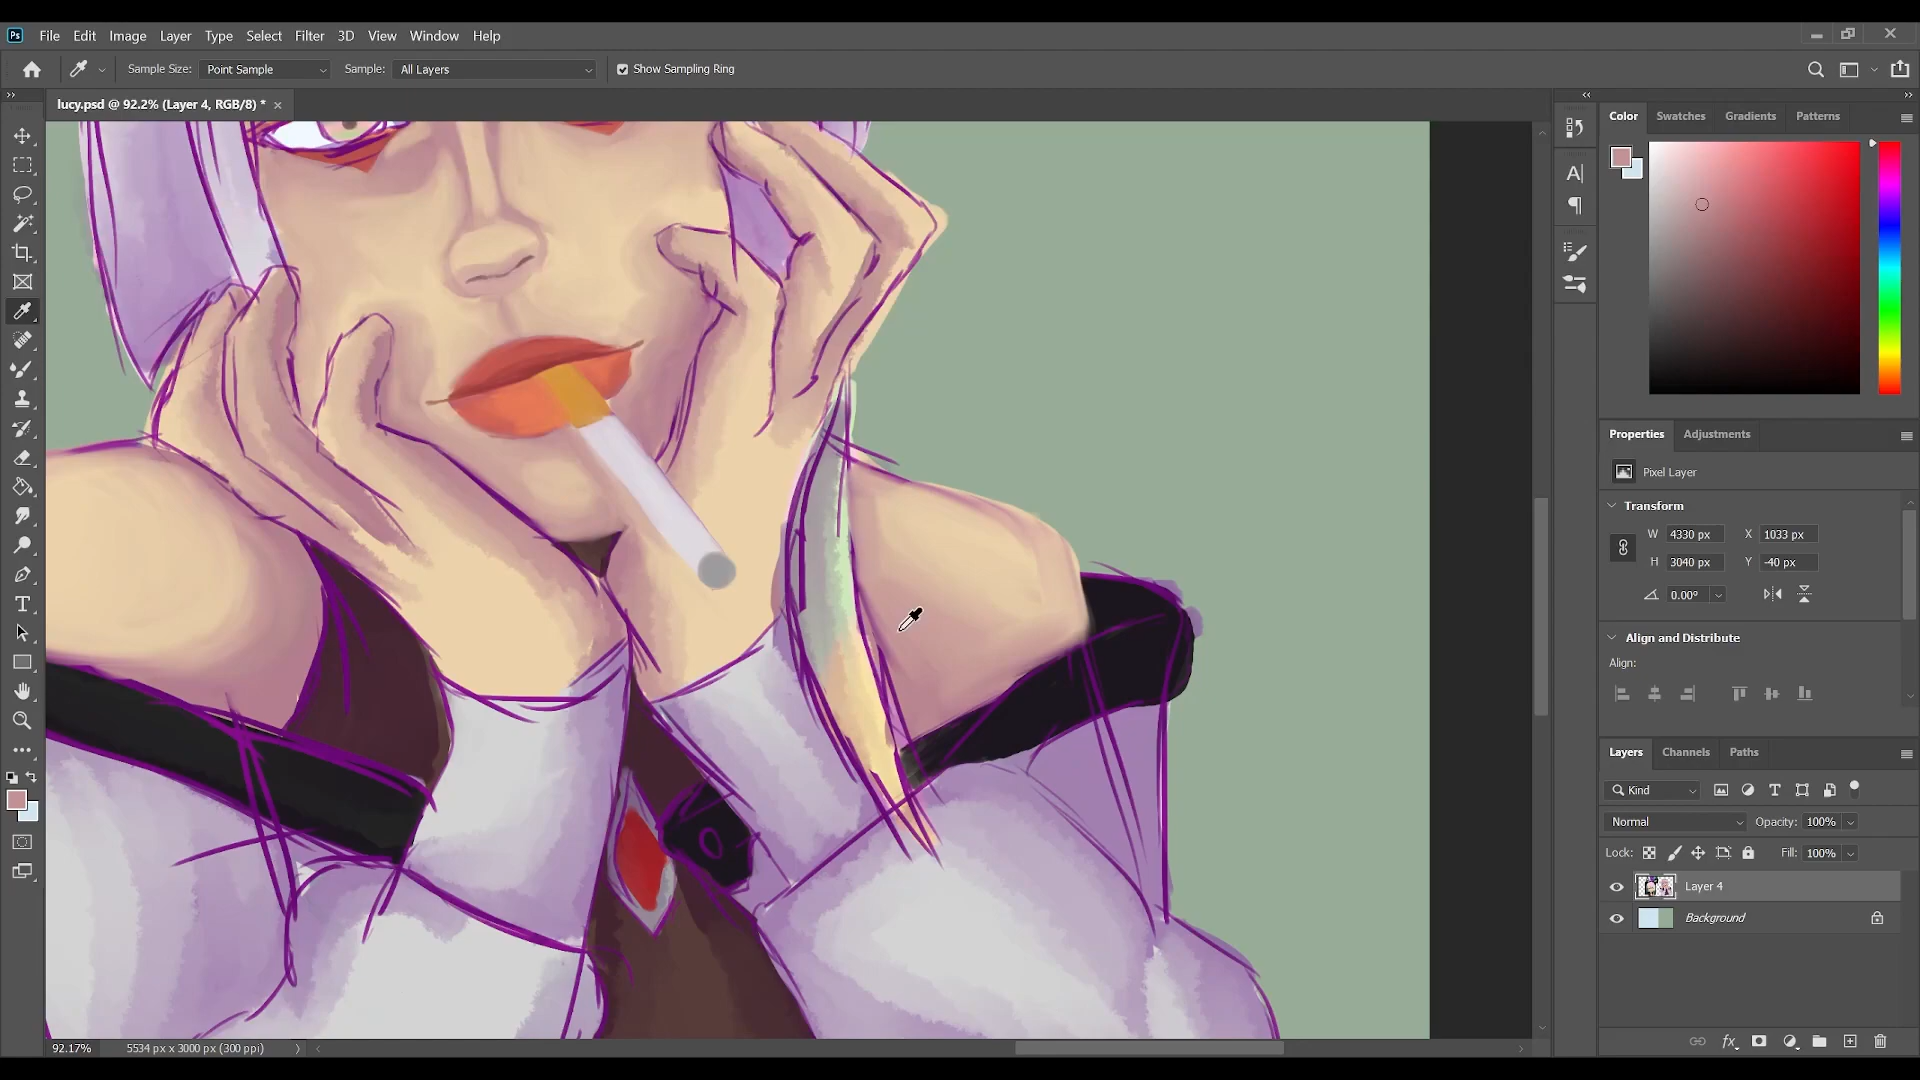 Ps File Edit Image Layer Type Select Filter 3D View Window Help
Sample Size: Point Sample Sample: All Layers Show Sampling Ring
lucy.psd @ 92.2% (Layer 4, RGB/8) * ×
Color Swatches Gradients Patterns
Properties Adjustments
Pixel Layer
Transform
W 4330 px X 1033 px
H 3040 px Y -40 px
0.00°
Align and Distribute
Align:
Layers Channels Paths
Kind
Normal Opacity: 100%
Lock: Fill: 100%
Layer 4
Background
fx
92.17% 5534 px x 3000 px (300 ppi)